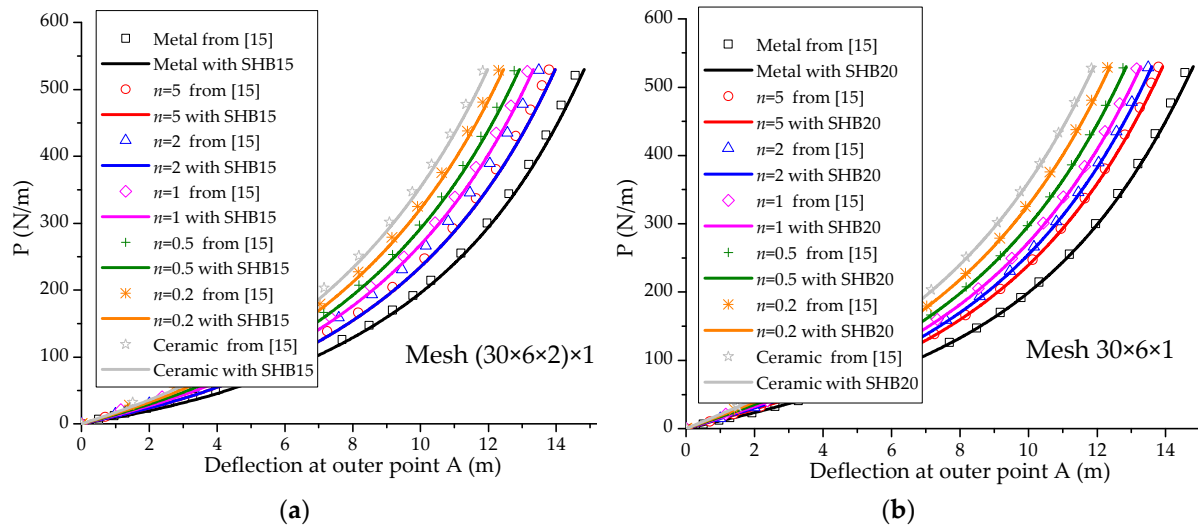 600
500
400
300
200
100
0
P (N/m)
Metal from [15]
Metal with SHB15
n=5 from [15]
n=5 with SHB15
n=2 from [15]
n=2 with SHB15
n=1 from [15]
n=1 with SHB15
n=0.5 from [15]
n=0.5 with SHB15
n=0.2 from [15]
n=0.2 with SHB15
Ceramic from [15]
Ceramic with SHB15
Mesh (30×6×2)×1
0 2 4 6 8 10 12 14
Deflection at outer point A (m)
(a)
600
500
400
300
200
100
0
P (N/m)
Metal from [15]
Metal with SHB20
n=5 from [15]
n=5 with SHB20
n=2 from [15]
n=2 with SHB20
n=1 from [15]
n=1 with SHB20
n=0.5 from [15]
n=0.5 with SHB20
n=0.2 from [15]
n=0.2 with SHB20
Ceramic from [15]
Ceramic with SHB20
Mesh 30×6×1
0 2 4 6 8 10 12 14
Deflection at outer point A (m)
(b)